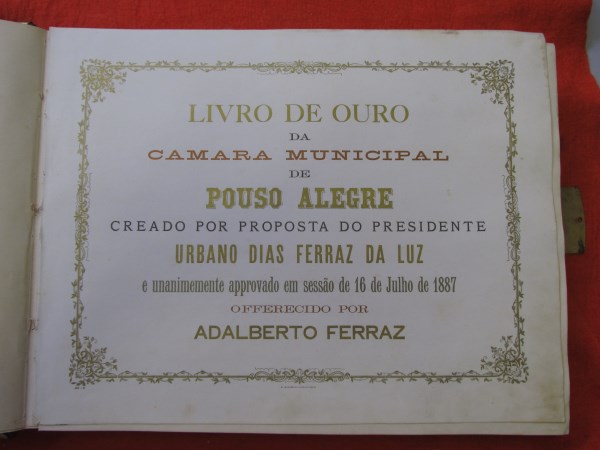 LIVRO DE OURO
DA
CAMARA MUNICIPAL
DE
POUSO ALEGRE
CREADO POR PROPOSTA DO PRESIDENTE
URBANO DIAS FERRAZ DA LUZ
e unanimemente approvado em sessão de 16 de Julho de 1887
OFFERECIDO POR
ADALBERTO FERRAZ